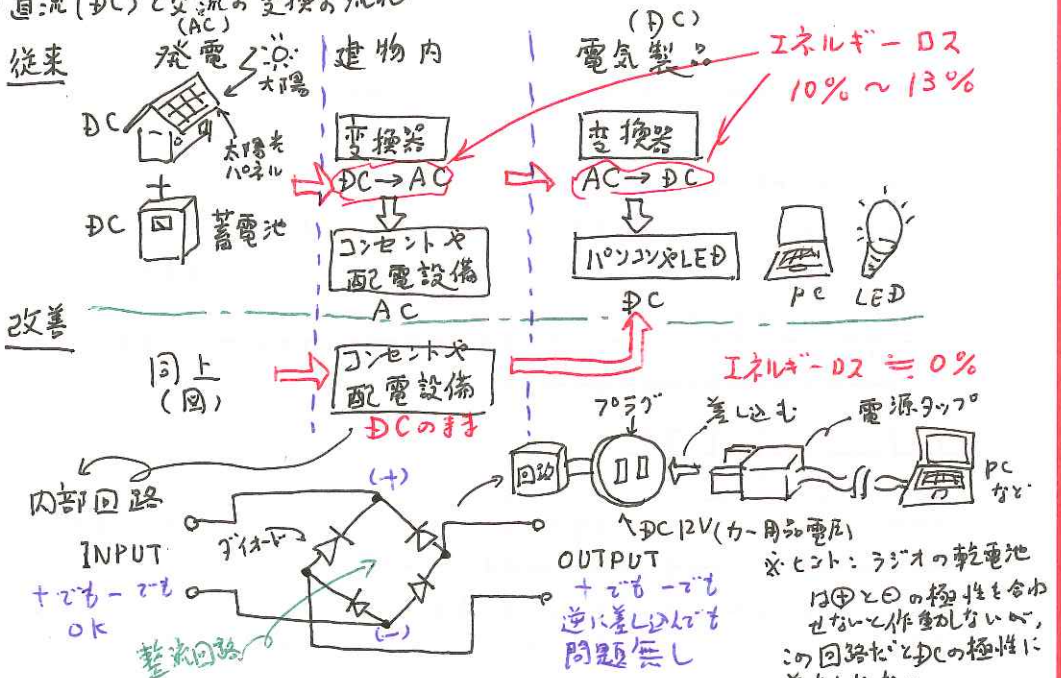 直流(DC)と交流の変換の流れ
(AC)
従来
発電
太陽
DC
太陽光
パネル
+
DC
蓄電池
建物内
変換器
DC→AC
コンセントや
配電設備
AC
(DC)
電気製品
変換器
AC→DC
パソコンやLED
DC
エネルギーロス
10%~13%
PC
LED
改善
同上
(図)
コンセントや
配電設備
DCのまま
エネルギーロス≒0%
プラグ
差し込む
電源タップ
回路
PC
など
DC12V(カー用品電圧)
内部回路
INPUT
+でも-でも
OK
ダイオード
(+)
(-)
整流回路
OUTPUT
+でも-でも
逆に差し込んでも
問題無し
※ヒント:ラジオの乾電池
は⊕と⊖の極性を合わ
せないと作動しないが、
この回路だとDCの極性に